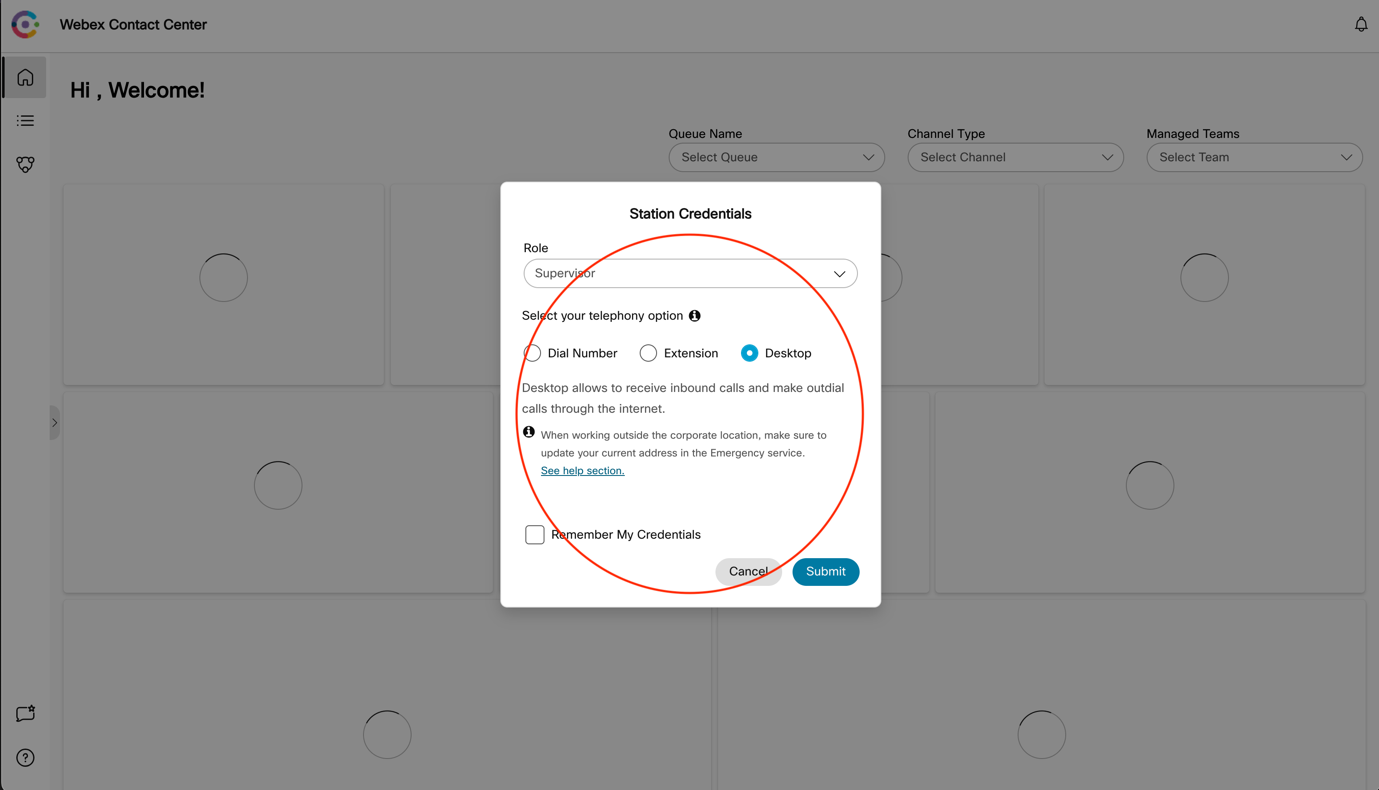 Webex Contact Center
Hi , Welcome!
Queue Name
Channel Type
Managed Teams
Select Queue
Select Channel
Select Team
Station Credentials
Role
Supervisor
Select your telephony option
Dial Number
Extension
Desktop
Desktop allows to receive inbound calls and make outdial
calls through the internet.
When working outside the corporate location, make sure to
update your current address in the Emergency service.
See help section.
Remember My Credentials
Cancel
Submit